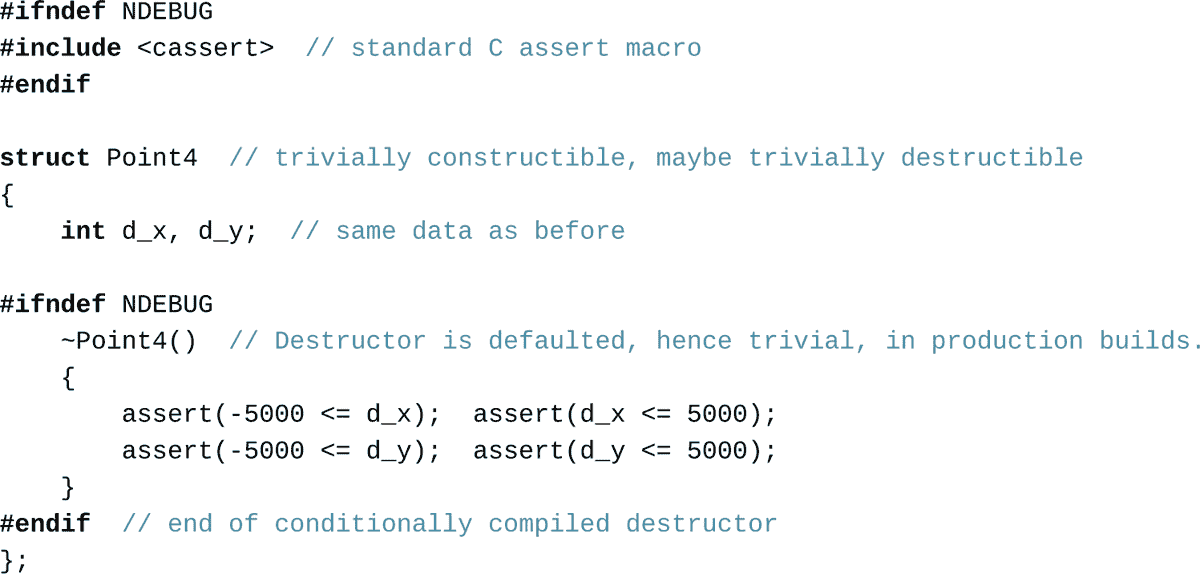 #ifndef NDEBUG
#include <cassert>  // standard C assert macro
#endif

struct Point4  // trivially constructible, maybe trivially destructible
{
    int d_x, d_y;  // same data as before

#ifndef NDEBUG
    ~Point4()  // Destructor is defaulted, hence trivial, in production builds.
    {
        assert(-5000 <= d_x);  assert(d_x <= 5000);
        assert(-5000 <= d_y);  assert(d_y <= 5000);
    }
#endif  // end of conditionally compiled destructor
};